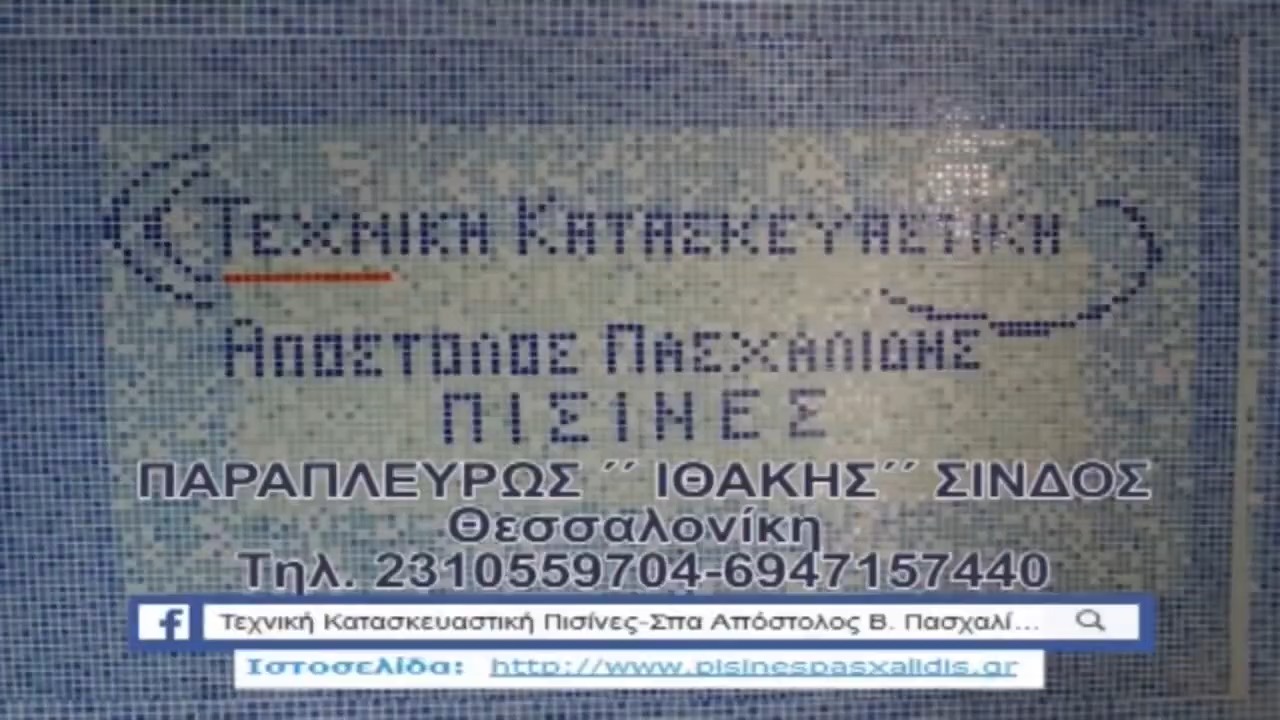 ΤΕΧΝΙΚΗ ΚΑΤΑΣΚΕΥΑΣΤΙΚΗ
ΑΠΟΣΤΟΛΟΣ ΠΑΣΧΑΛΙΔΗΣ
ΠΙΣΙΝΕΣ
ΠΑΡΑΠΛΕΥΡΩΣ ´´ ΙΘΑΚΗΣ´´ ΣΙΝΔΟΣ
Θεσσαλονίκη
Τηλ. 2310559704-6947157440
f Τεχνική Κατασκευαστική Πισίνες-Σπα Απόστολος Β. Πασχαλί...
Ιστοσελίδα: http://www.pisinespasxalidis.gr